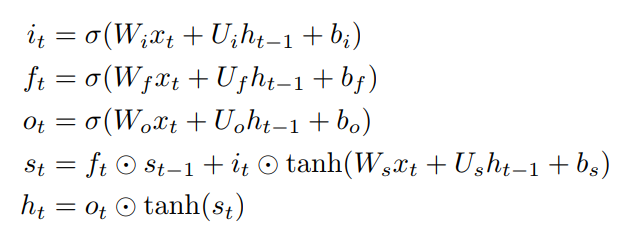 i_t = σ(W_i x_t + U_i h_{t−1} + b_i)
f_t = σ(W_f x_t + U_f h_{t−1} + b_f)
o_t = σ(W_o x_t + U_o h_{t−1} + b_o)
s_t = f_t ⊙ s_{t−1} + i_t ⊙ tanh(W_s x_t + U_s h_{t−1} + b_s)
h_t = o_t ⊙ tanh(s_t)